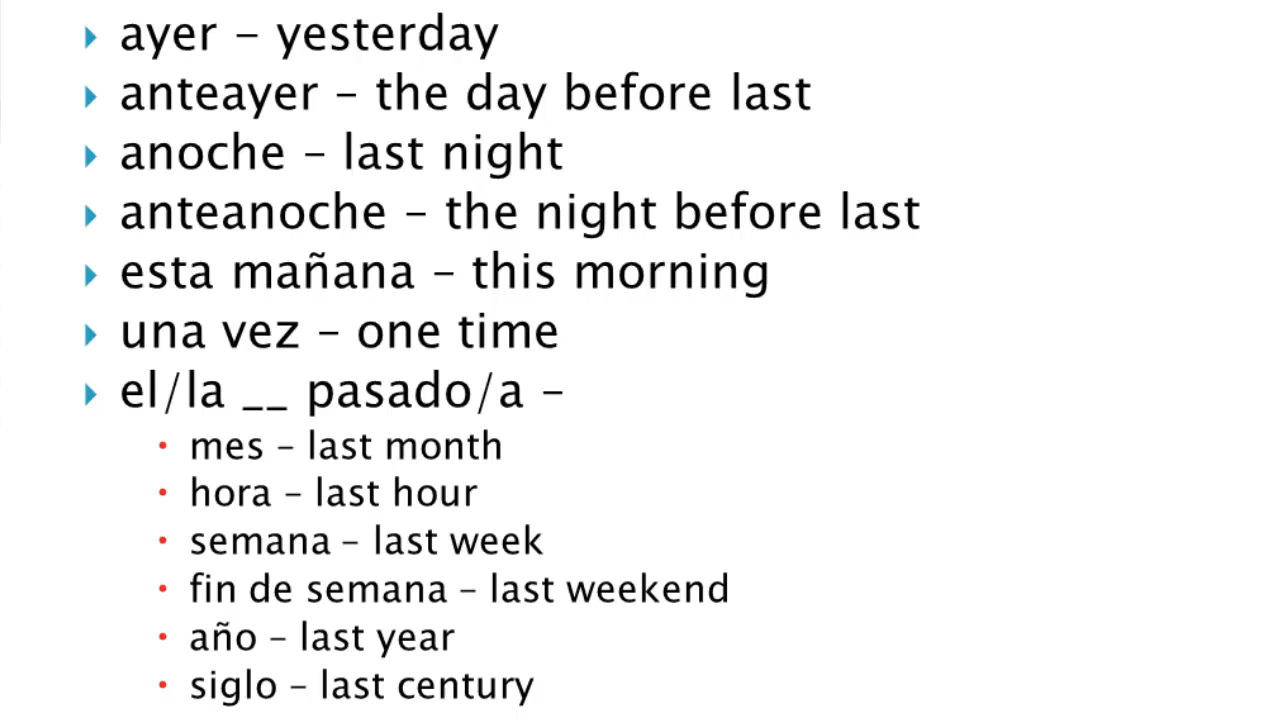 ayer – yesterday
anteayer – the day before last
anoche – last night
anteanoche – the night before last
esta mañana – this morning
una vez – one time
el/la __ pasado/a –
mes – last month
hora – last hour
semana – last week
fin de semana – last weekend
año – last year
siglo – last century